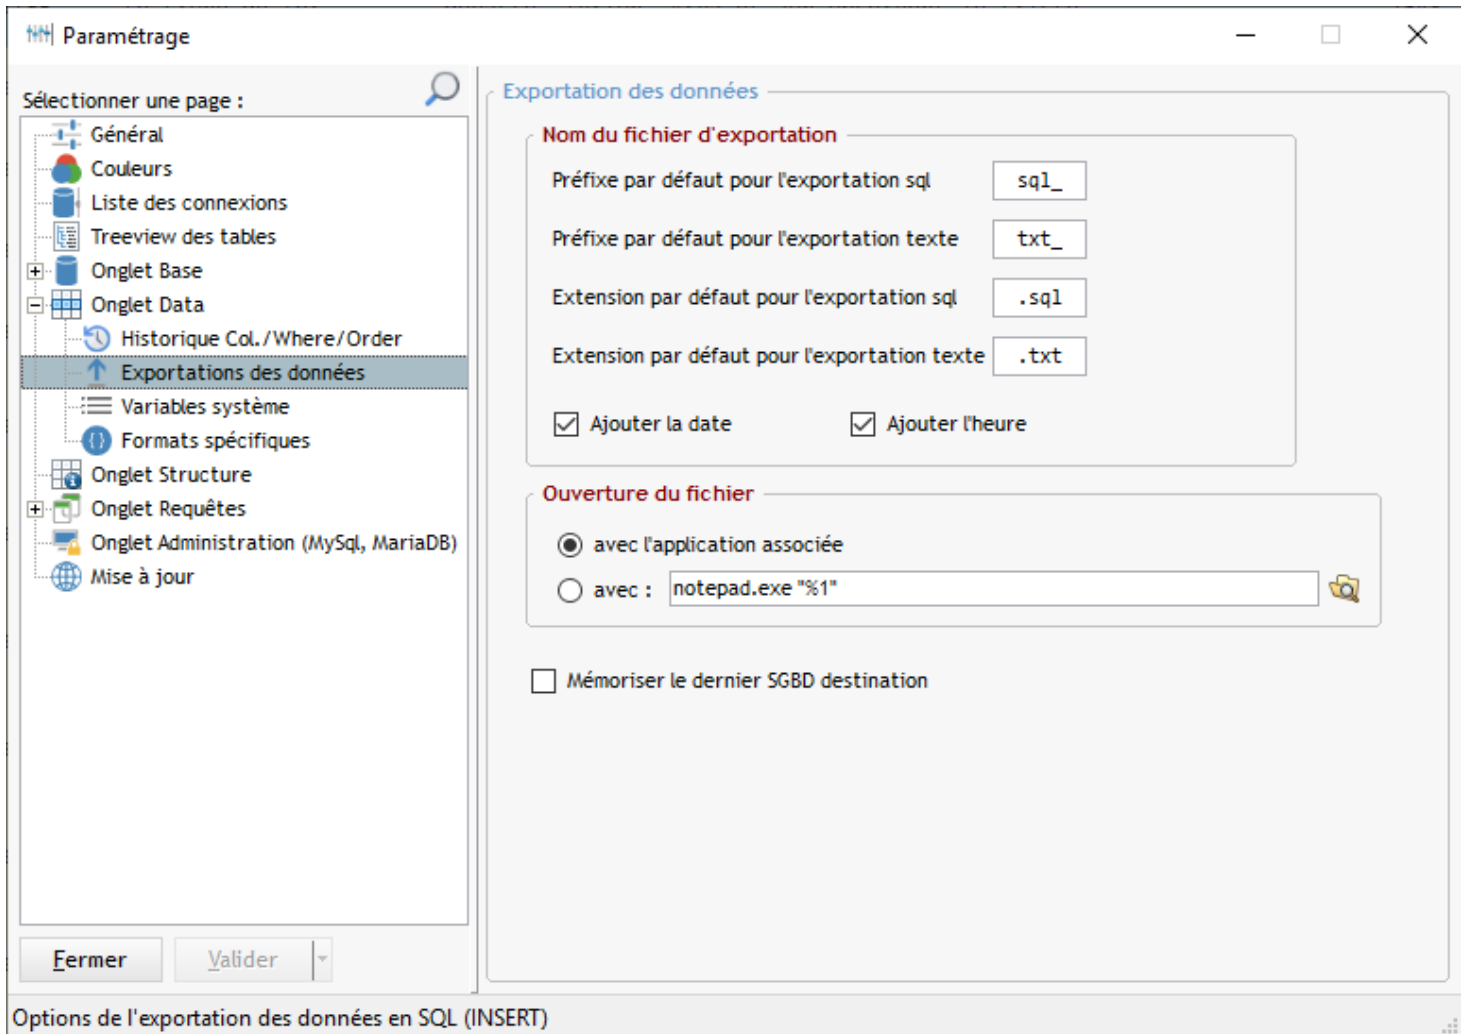 Paramétrage
Sélectionner une page :
Général
Couleurs
Liste des connexions
Treeview des tables
Onglet Base
Onglet Data
Historique Col./Where/Order
Exportations des données
Variables système
Formats spécifiques
Onglet Structure
Onglet Requêtes
Onglet Administration (MySql, MariaDB)
Mise à jour
Fermer
Valider
Exportation des données
Nom du fichier d'exportation
Préfixe par défaut pour l'exportation sql sql_
Préfixe par défaut pour l'exportation texte txt_
Extension par défaut pour l'exportation sql .sql
Extension par défaut pour l'exportation texte .txt
Ajouter la date Ajouter l'heure
Ouverture du fichier
avec l'application associée
avec : notepad.exe "%1"
Mémoriser le dernier SGBD destination
Options de l'exportation des données en SQL (INSERT)